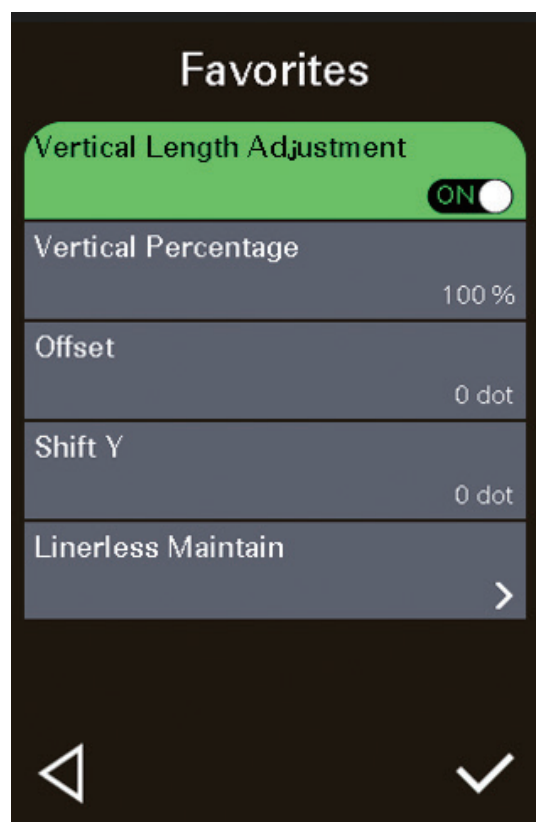 Favorites
Vertical Length Adjustment
ON
Vertical Percentage
100 %
Offset
0 dot
Shift Y
0 dot
Linerless Maintain